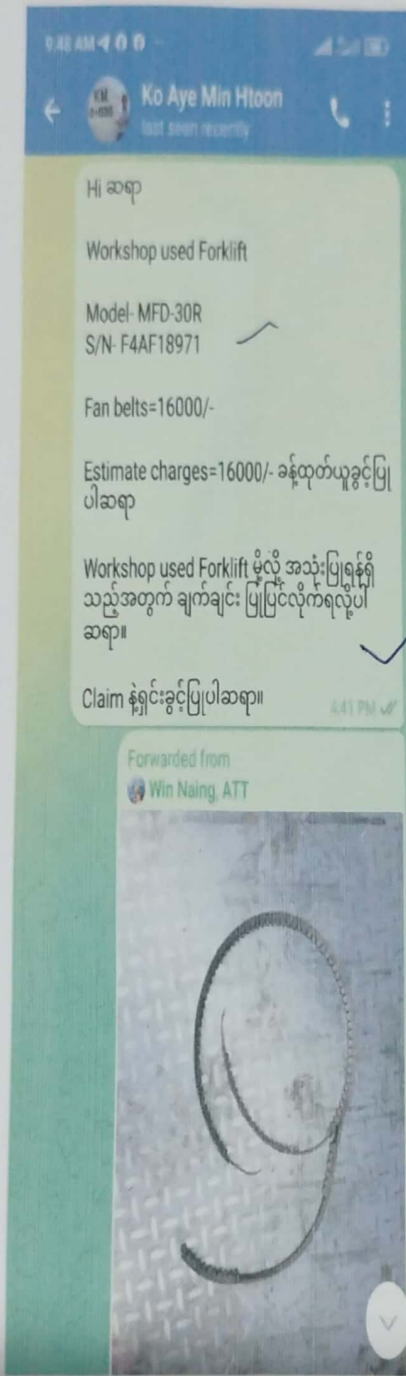 9:48 AM
Ko Aye Min Htoon
last seen recently
Hi ဆရာ
Workshop used Forklift
Model- MFD-30R
S/N- F4AF18971
Fan belts=16000/-
Estimate charges=16000/- ခန့်ထုတ်ယူခွင့်ပြု
ပါဆရာ
Workshop used Forklift မို့လို့ အသုံးပြုရန်ရှိ
သည့်အတွက် ချက်ချင်း ပြုပြင်လိုက်ရလို့ပါ
ဆရာ။
Claim နဲ့ရှင်းခွင့်ပြုပါဆရာ။
4:41 PM
Forwarded from
Win Naing, ATT